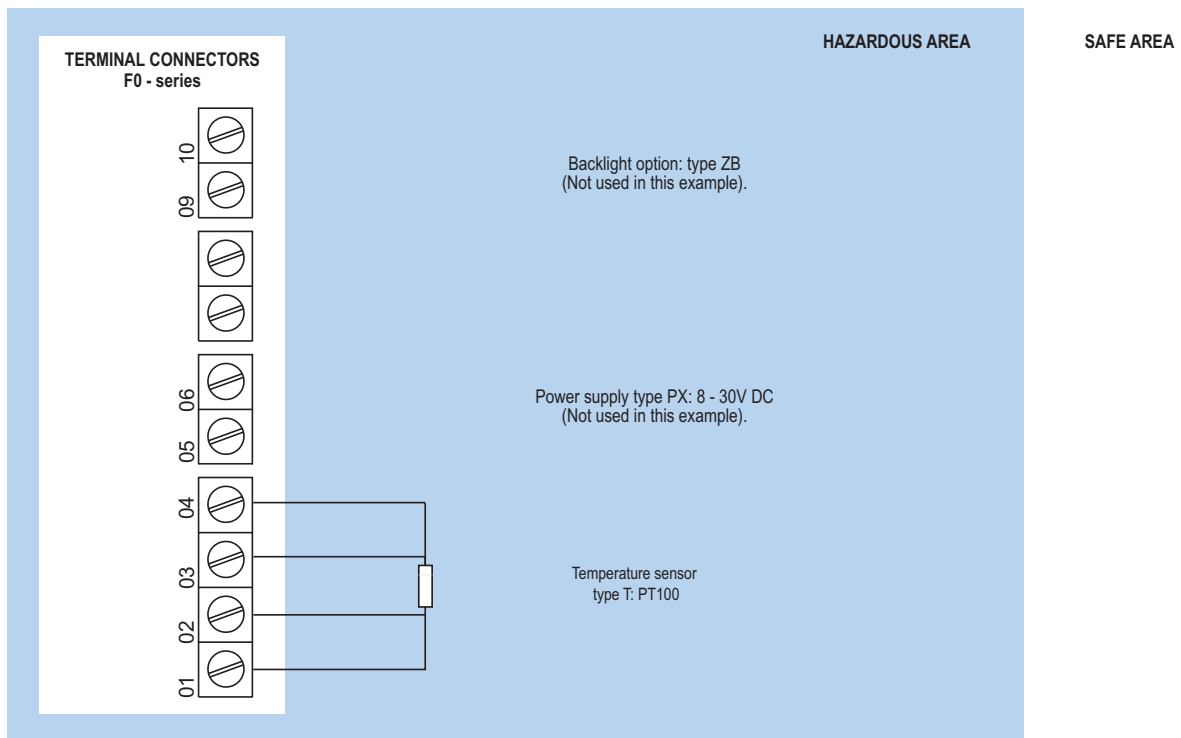 HAZARDOUS AREA
SAFE AREA
TERMINAL CONNECTORS
F0 - series
10
09
Backlight option: type ZB
(Not used in this example).
06
05
Power supply type PX: 8 - 30V DC
(Not used in this example).
04
03
02
01
Temperature sensor
type T: PT100